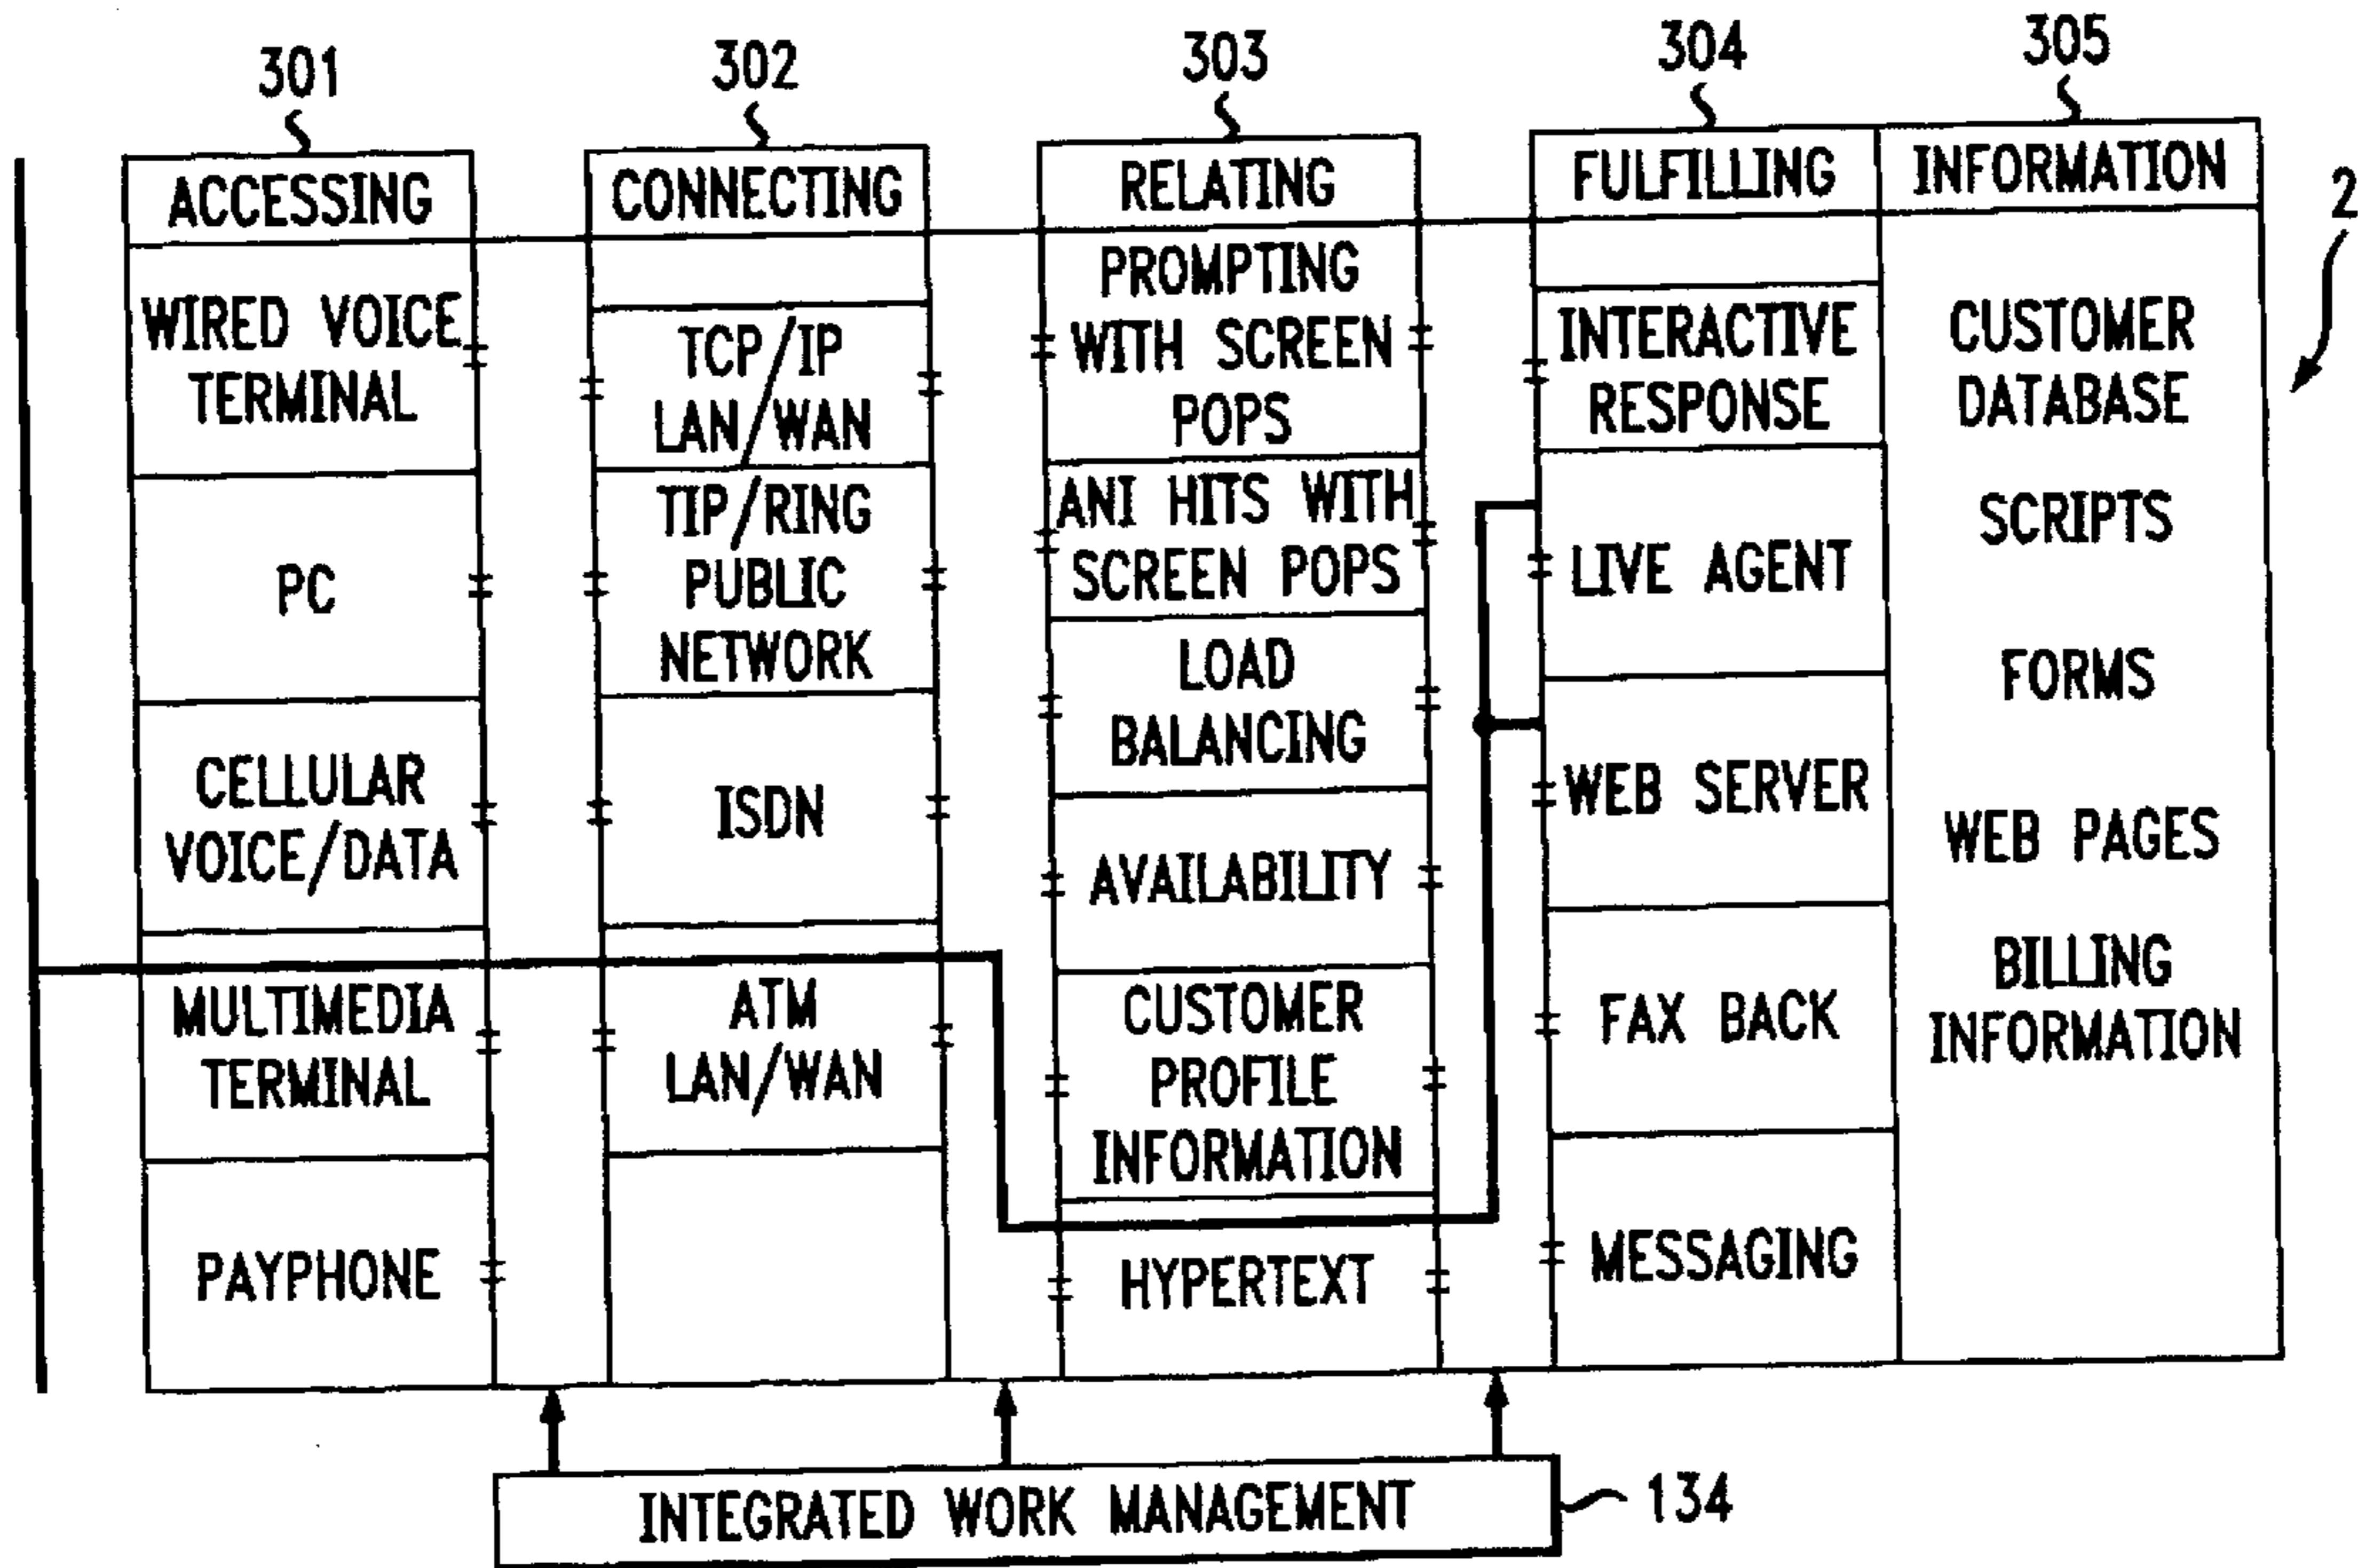 301
302
303
304
305
2
ACCESSING
WIRED VOICE
TERMINAL
PC
CELLULAR
VOICE/DATA
MULTIMEDIA
TERMINAL
PAYPHONE
CONNECTING
TCP/IP
LAN/WAN
TIP/RING
PUBLIC
NETWORK
ISDN
ATM
LAN/WAN
RELATING
PROMPTING
WITH SCREEN
POPS
ANI HITS WITH
SCREEN POPS
LOAD
BALANCING
AVAILABILITY
CUSTOMER
PROFILE
INFORMATION
HYPERTEXT
FULFILLING
INTERACTIVE
RESPONSE
LIVE AGENT
WEB SERVER
FAX BACK
MESSAGING
INFORMATION
CUSTOMER
DATABASE
SCRIPTS
FORMS
WEB PAGES
BILLING
INFORMATION
INTEGRATED WORK MANAGEMENT
134